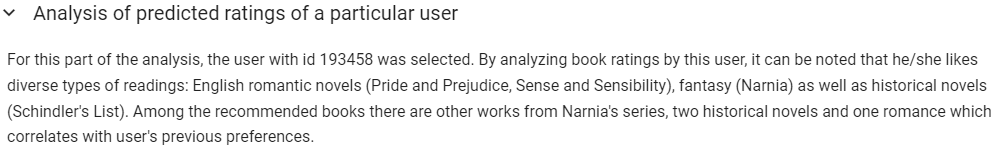 Analysis of predicted ratings of a particular user
For this part of the analysis, the user with id 193458 was selected. By analyzing book ratings by this user, it can be noted that he/she likes
diverse types of readings: English romantic novels (Pride and Prejudice, Sense and Sensibility), fantasy (Narnia) as well as historical novels
(Schindler's List). Among the recommended books there are other works from Narnia's series, two historical novels and one romance which
correlates with user's previous preferences.